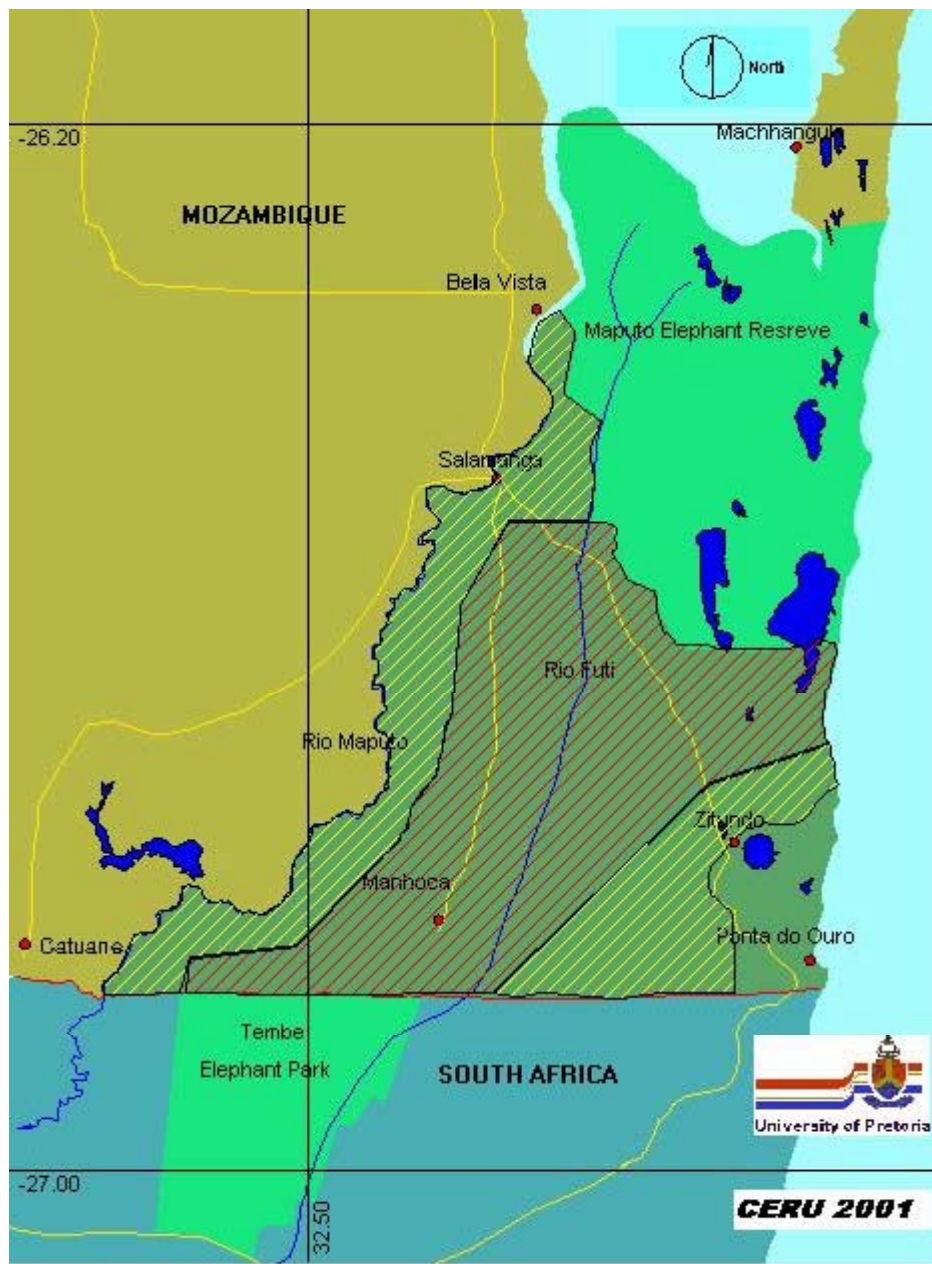 North
-26.20
Machhangulo
MOZAMBIQUE
Bela Vista
Maputo Elephant Resreve
Salamanga
Rio Futi
Rio Maputo
Zitundo
Manhoca
Catuane
Ponta do Ouro
Tembe
Elephant Park
SOUTH AFRICA
University of Pretoria
-27.00
32.50
CERU 2001